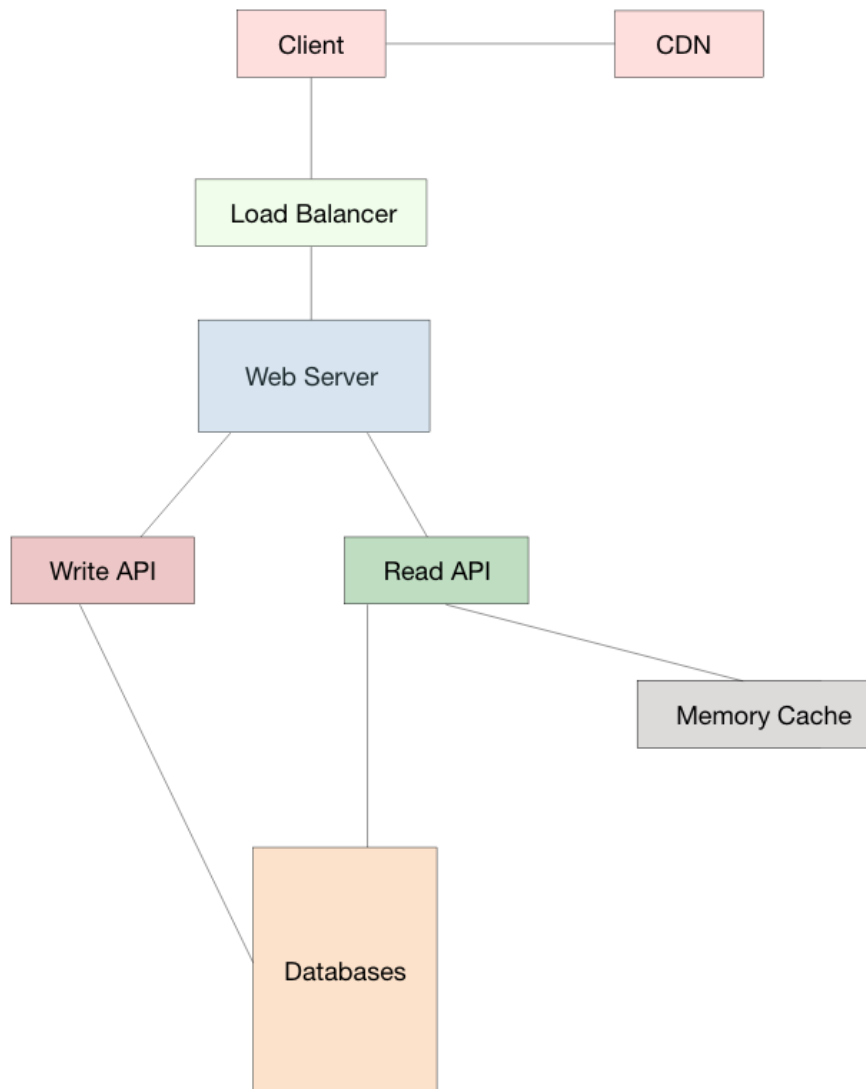 Client
CDN
Load Balancer
Web Server
Write API
Read API
Memory Cache
Databases